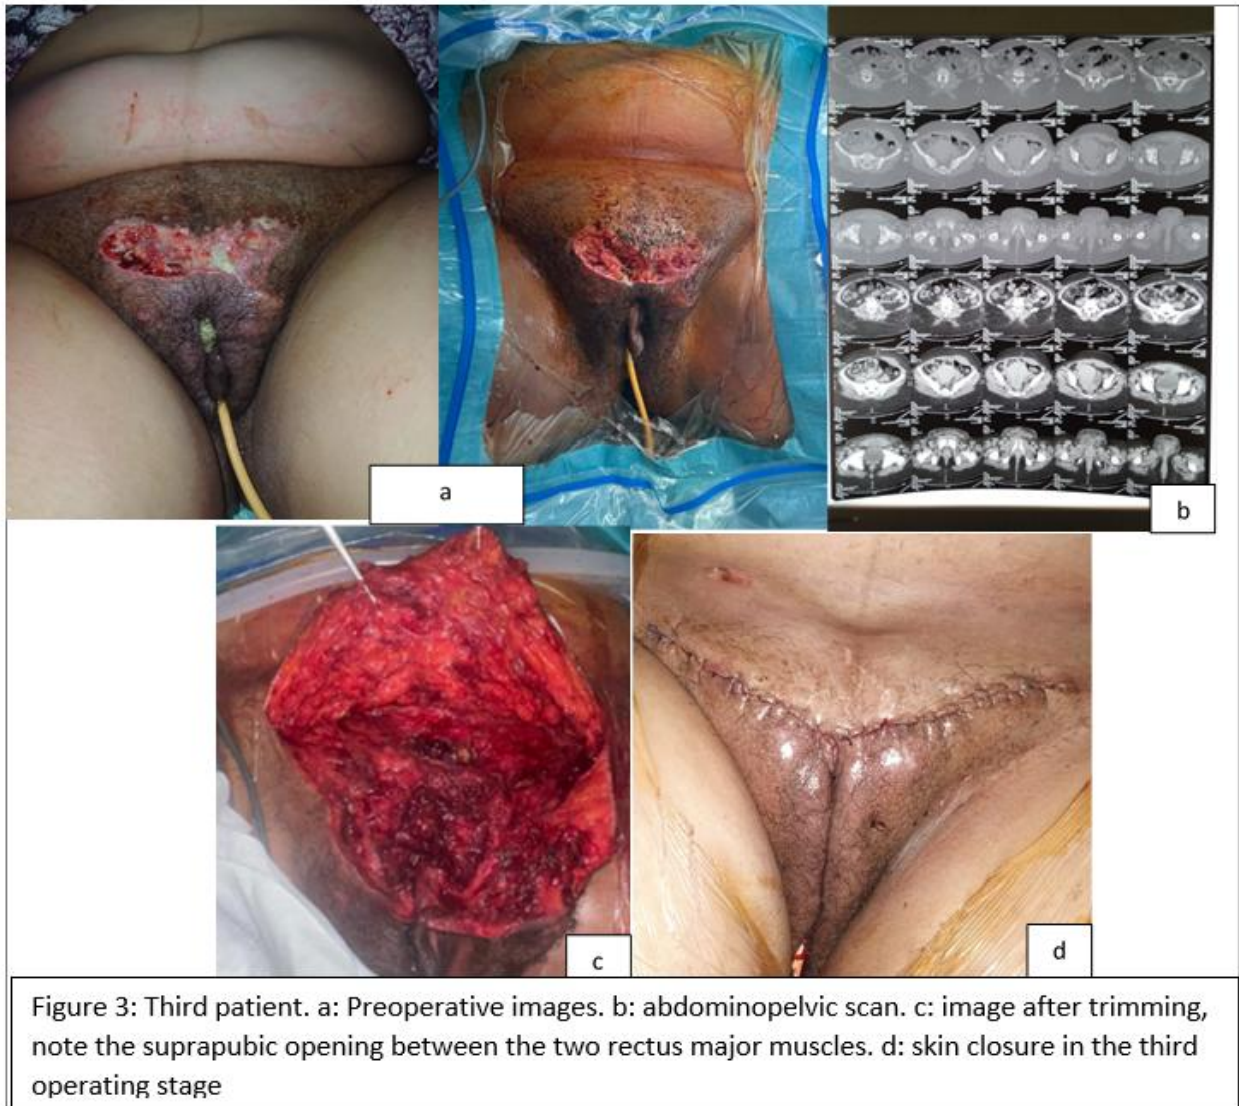 a
b
c
d
Figure 3: Third patient. a: Preoperative images. b: abdominopelvic scan. c: image after trimming,
note the suprapubic opening between the two rectus major muscles. d: skin closure in the third
operating stage